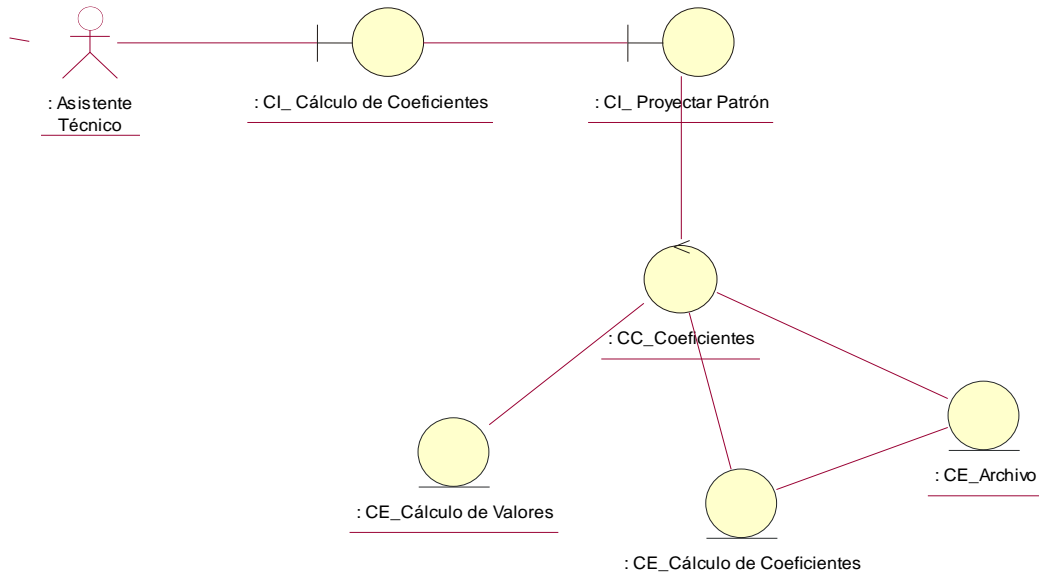 : Asistente
Técnico
: CI_ Cálculo de Coeficientes
: CI_ Proyectar Patrón
: CC_Coeficientes
: CE_Archivo
: CE_Cálculo de Valores
: CE_Cálculo de Coeficientes